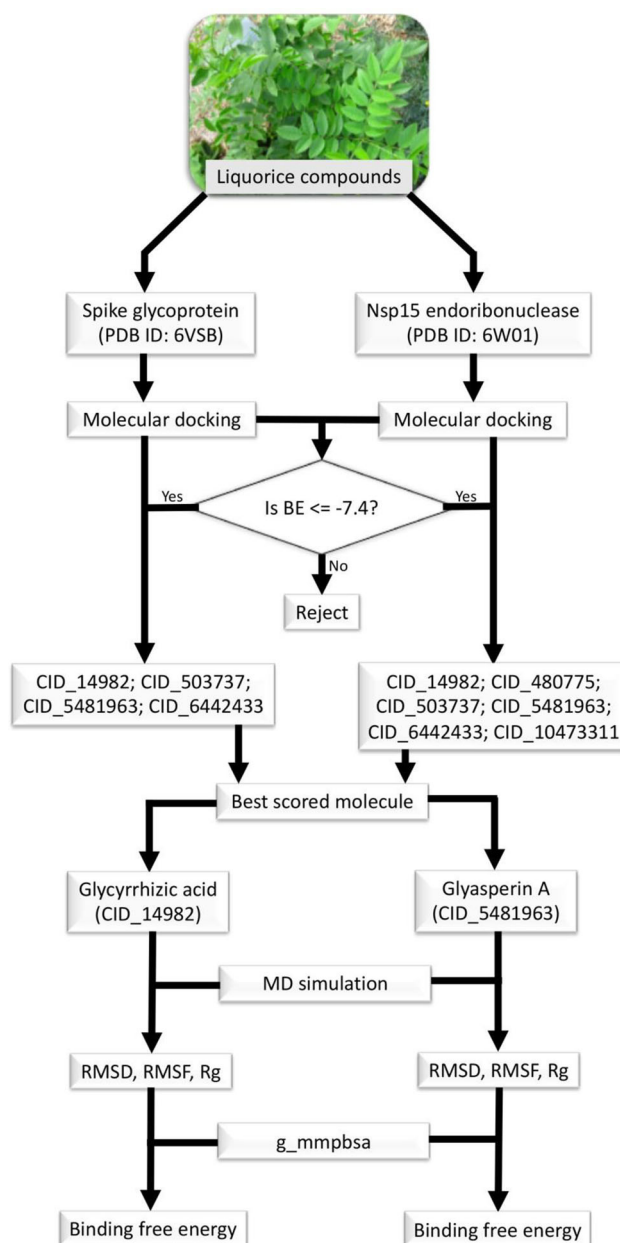 Liquorice compounds
Spike glycoprotein
(PDB ID: 6VSB)
Nsp15 endoribonuclease
(PDB ID: 6W01)
Molecular docking
Molecular docking
Yes
Is BE <= -7.4?
Yes
No
Reject
CID_14982; CID_503737;
CID_5481963; CID_6442433
CID_14982; CID_480775;
CID_503737; CID_5481963;
CID_6442433; CID_10473311
Best scored molecule
Glycyrrhizic acid
(CID_14982)
Glyasperin A
(CID_5481963)
MD simulation
RMSD, RMSF, Rg
RMSD, RMSF, Rg
g_mmpbsa
Binding free energy
Binding free energy